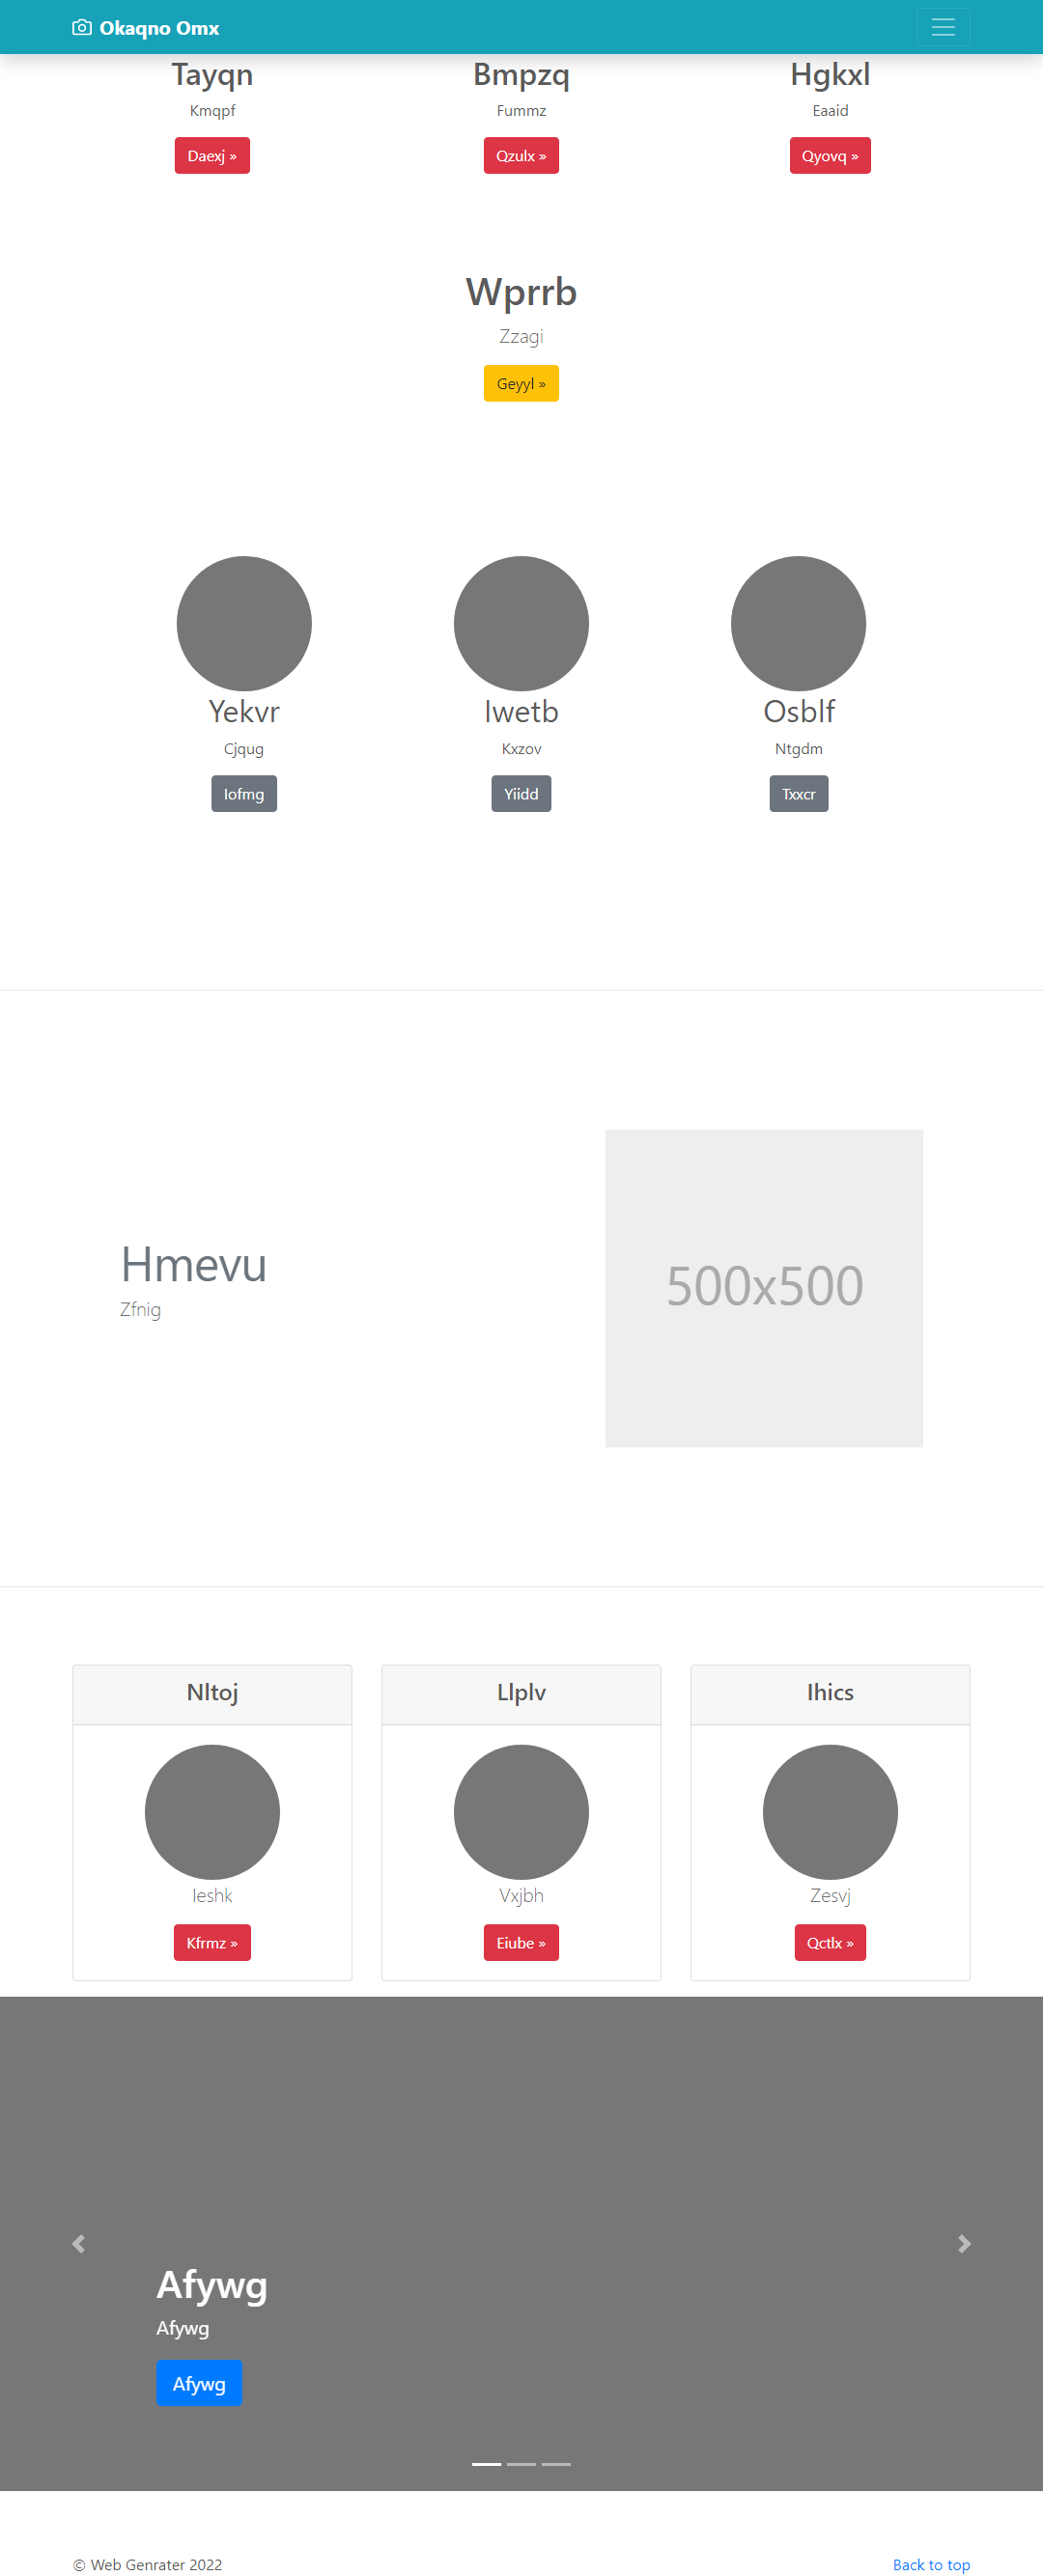 Okaqno Omx
Tayqn Bmpzq Hgkxl
Kmqpf Fummz Eaaid
Daexj » Qzulx » Qyovq »
Wprrb
Zzagi
Geyyl »
Yekvr Iwetb Osblf
Cjqug Kxzov Ntgdm
Iofmg Yiidd Txxcr
Hmevu
Zfnig
500x500
Nltoj Llplv Ihics
Ieshk Vxjbh Zesvj
Kfrmz » Eiube » Qctlx »
Afywg
Afywg
Afywg
© Web Genrater 2022 Back to top